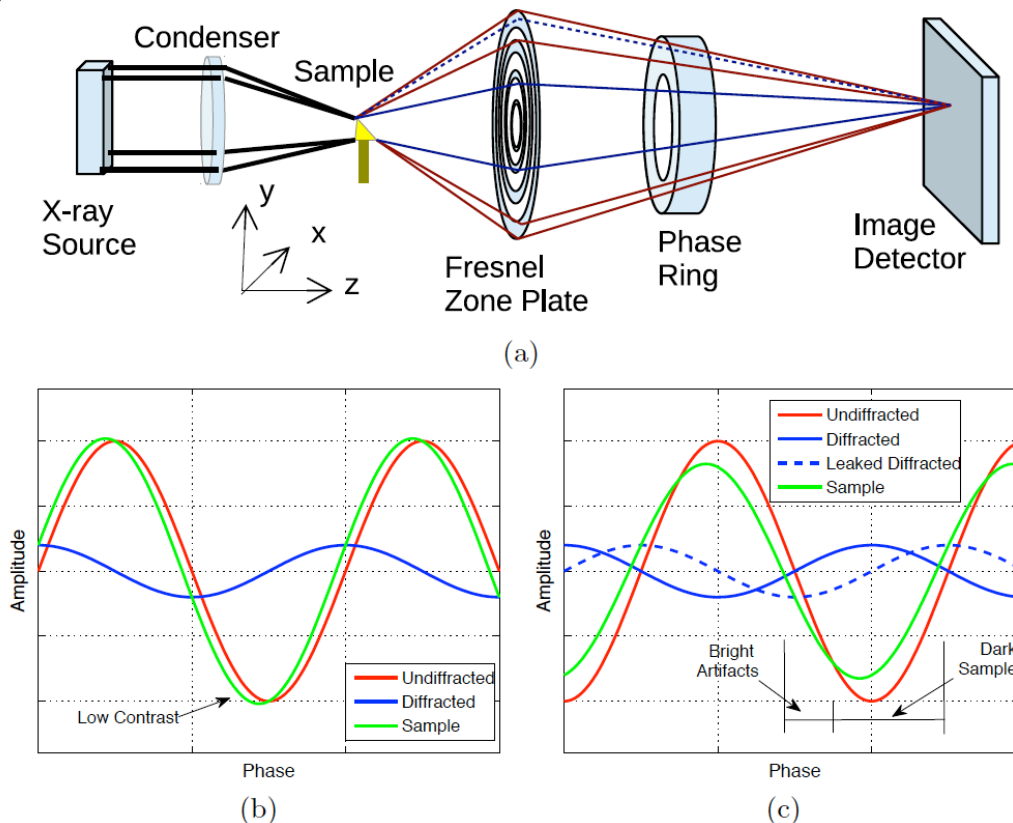 Condenser
Sample
X-ray
Source
y
x
z
Fresnel
Zone Plate
Phase
Ring
Image
Detector
(a)
Amplitude
Low Contrast
Undiffracted
Diffracted
Sample
Phase
(b)
Amplitude
Undiffracted
Diffracted
Leaked Diffracted
Sample
Bright
Artifacts
Dark
Sample
Phase
(c)